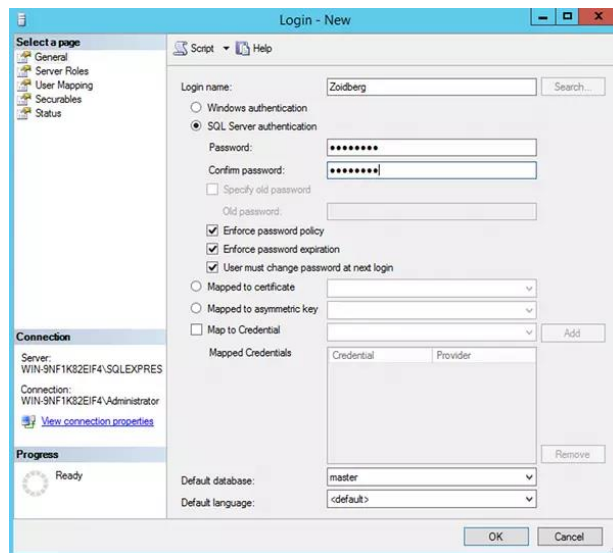 Login - New
Select a page
General
Server Roles
User Mapping
Securables
Status
Script Help
Login name: Zoidberg Search...
Windows authentication
SQL Server authentication
Password: ●●●●●●●●
Confirm password: ●●●●●●●●
Specify old password
Old password:
Enforce password policy
Enforce password expiration
User must change password at next login
Mapped to certificate
Mapped to asymmetric key
Map to Credential Add
Mapped Credentials Credential Provider
Remove
Default database: master
Default language: <default>
Connection
Server:
WIN-9NF1K82EIF4\SQLEXPRES
Connection:
WIN-9NF1K82EIF4\Administrator
View connection properties
Progress
Ready
OK Cancel